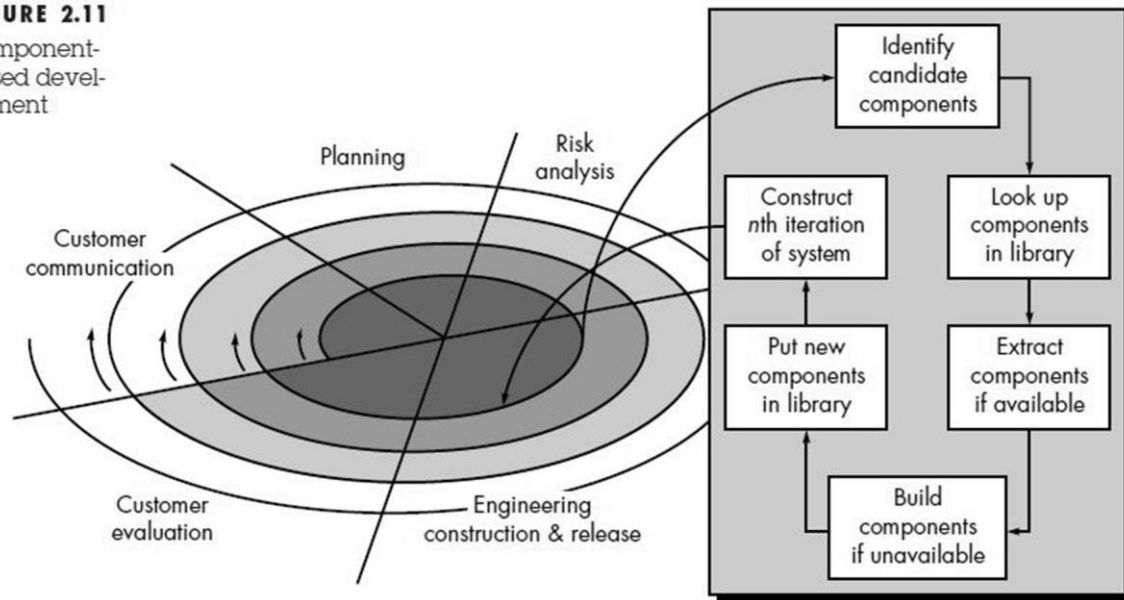 URE 2.11
mponent-
sed devel-
ment
Planning
Risk
analysis
Customer
communication
Customer
evaluation
Engineering
construction & release
Identify
candidate
components
Look up
components
in library
Extract
components
if available
Build
components
if unavailable
Put new
components
in library
Construct
nth iteration
of system